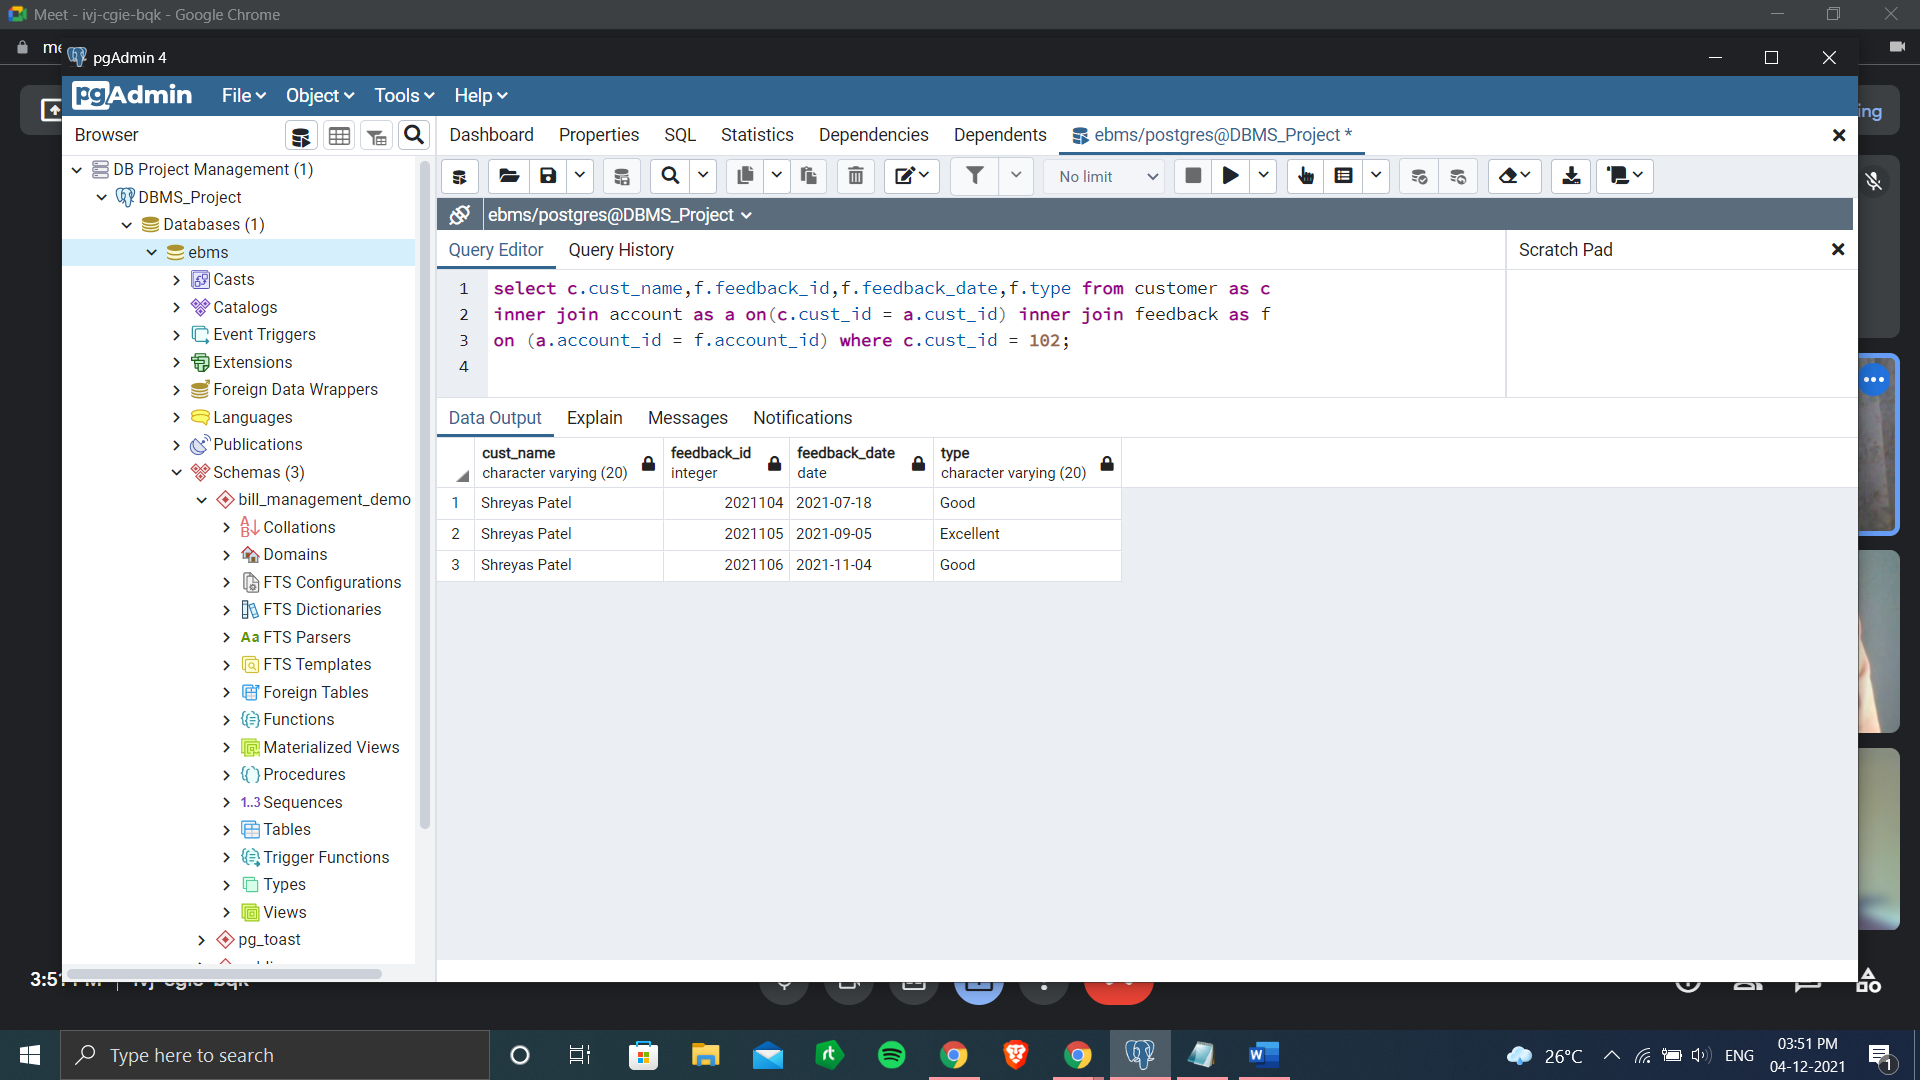 Meet - ivj-cgie-bqk - Google Chrome
pgAdmin 4
pgAdmin
File
Object
Tools
Help
Browser
Dashboard
Properties
SQL
Statistics
Dependencies
Dependents
ebms/postgres@DBMS_Project *
No limit
ebms/postgres@DBMS_Project
Query Editor
Query History
Scratch Pad
1 select c.cust_name,f.feedback_id,f.feedback_date,f.type from customer as c
2 inner join account as a on(c.cust_id = a.cust_id) inner join feedback as f
3 on (a.account_id = f.account_id) where c.cust_id = 102;
4
Data Output
Explain
Messages
Notifications
cust_name feedback_id feedback_date type
character varying (20) integer date character varying (20)
1 Shreyas Patel 2021104 2021-07-18 Good
2 Shreyas Patel 2021105 2021-09-05 Excellent
3 Shreyas Patel 2021106 2021-11-04 Good
DB Project Management (1)
DBMS_Project
Databases (1)
ebms
Casts
Catalogs
Event Triggers
Extensions
Foreign Data Wrappers
Languages
Publications
Schemas (3)
bill_management_demo
Collations
Domains
FTS Configurations
FTS Dictionaries
Aa FTS Parsers
FTS Templates
Foreign Tables
Functions
Materialized Views
Procedures
1..3 Sequences
Tables
Trigger Functions
Types
Views
pg_toast
Type here to search
26°C
ENG
03:51 PM
04-12-2021
1